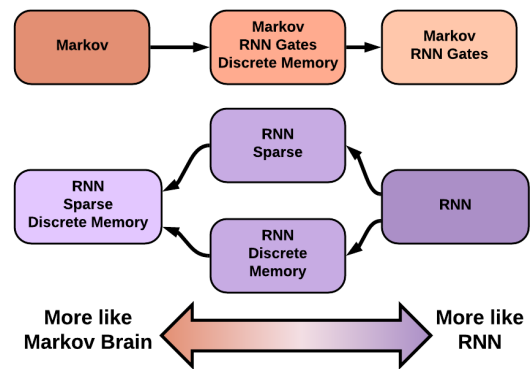 Markov
Markov
RNN Gates
Discrete Memory
Markov
RNN Gates
RNN
Sparse
RNN
Sparse
Discrete Memory
RNN
RNN
Discrete
Memory
More like
Markov Brain
More like
RNN